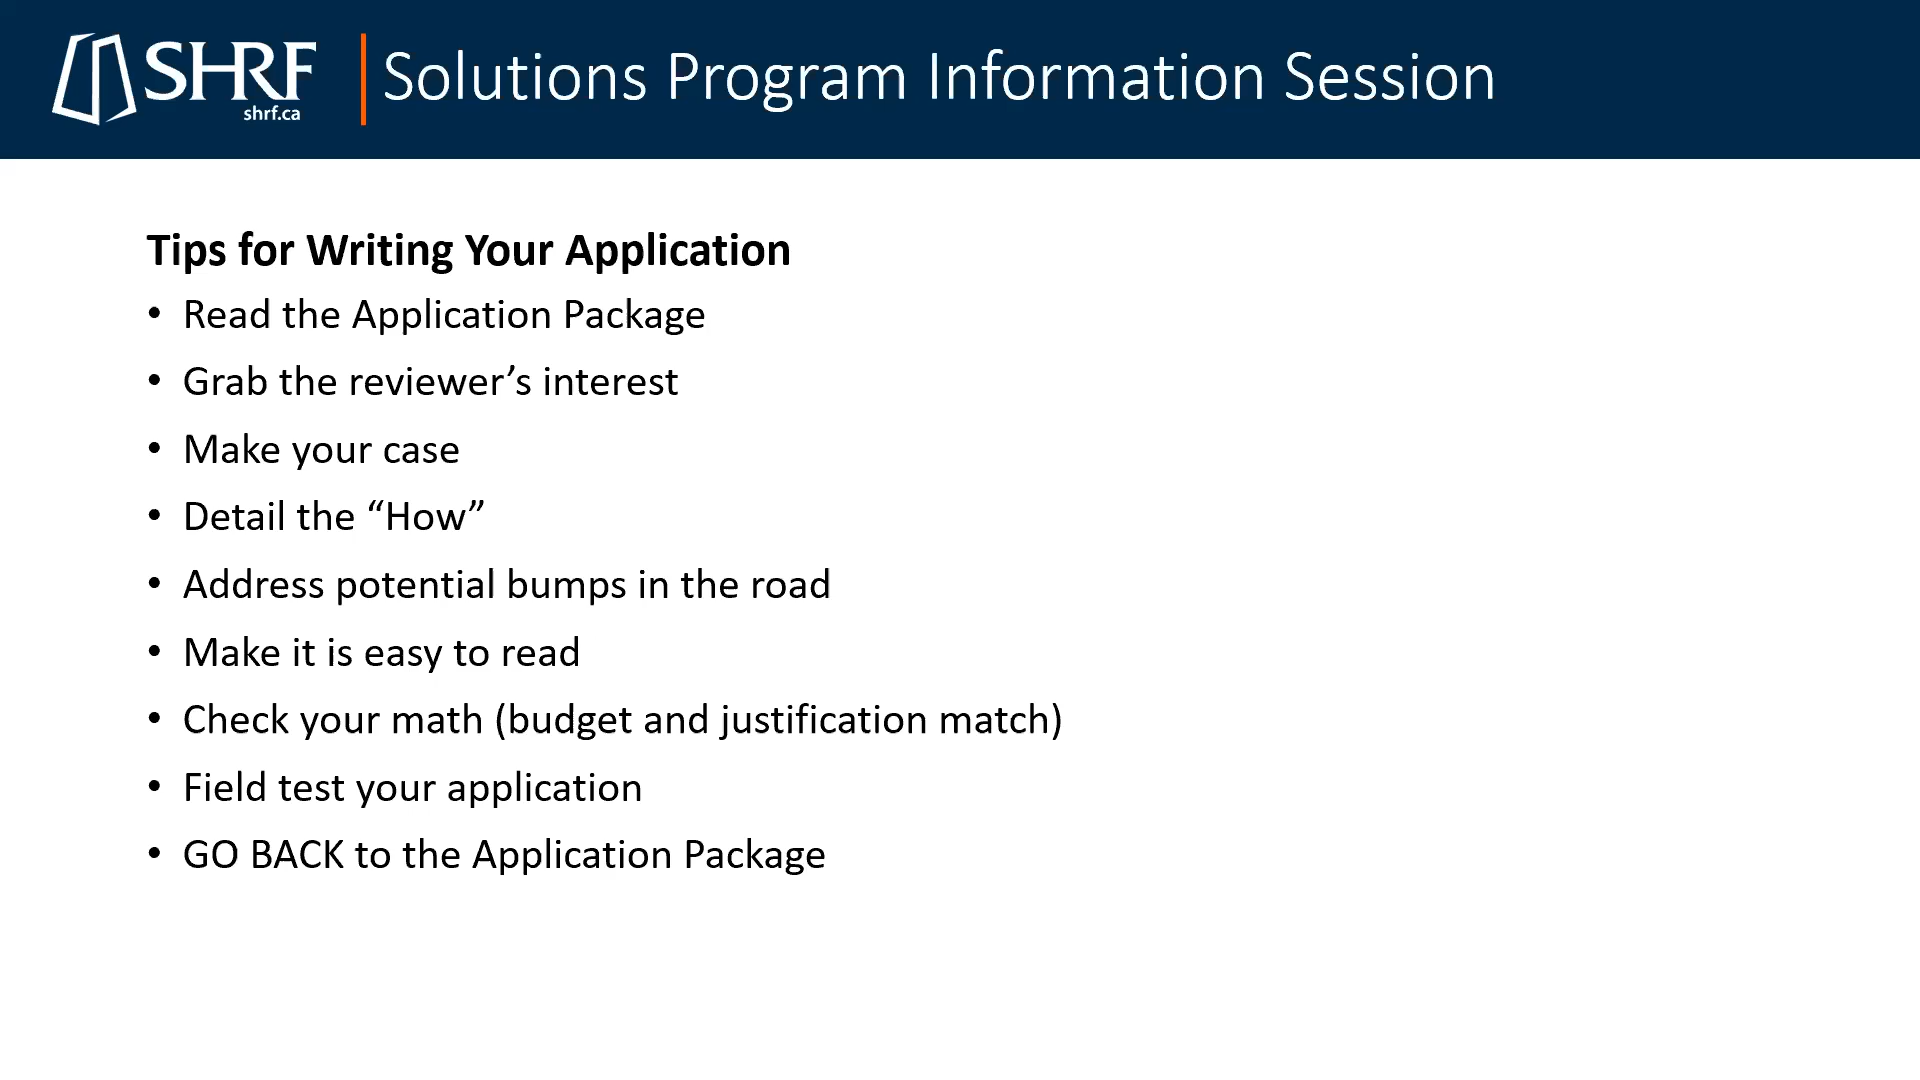 SHRF
shrf.ca
Solutions Program Information Session
Tips for Writing Your Application
• Read the Application Package
• Grab the reviewer’s interest
• Make your case
• Detail the “How”
• Address potential bumps in the road
• Make it is easy to read
• Check your math (budget and justification match)
• Field test your application
• GO BACK to the Application Package